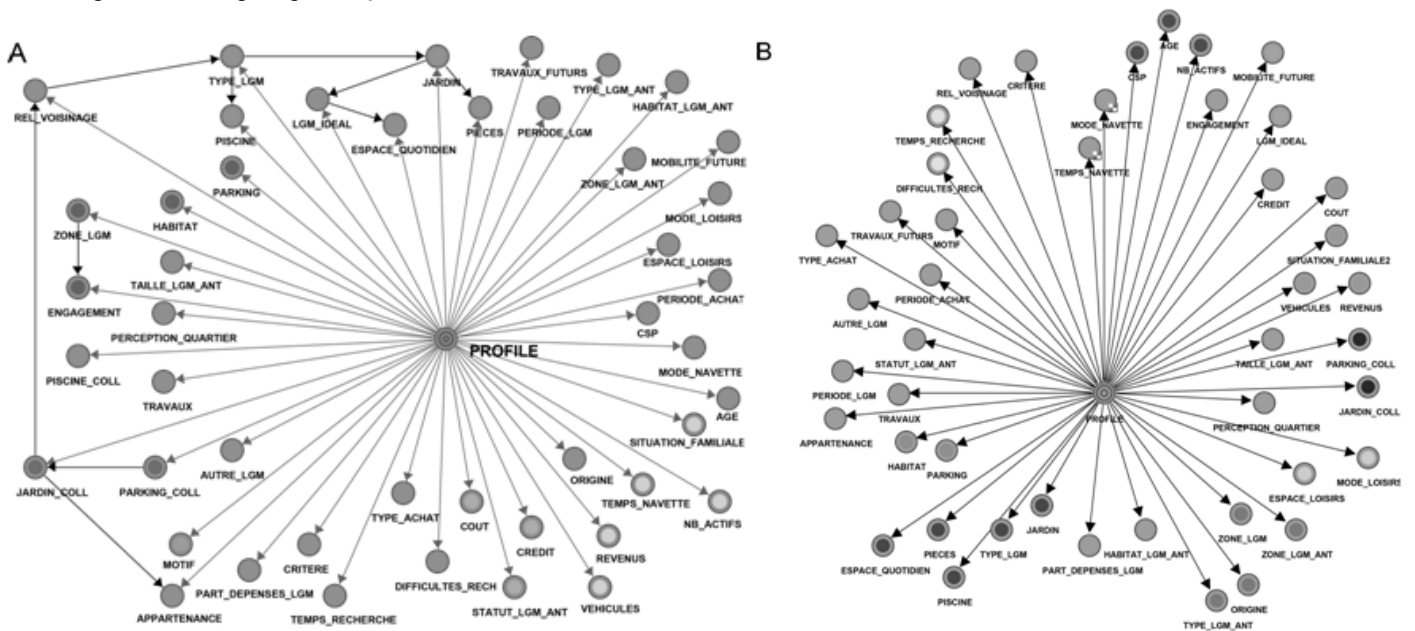 A
TYPE_LGM
JARDIN
TRAVAUX_FUTURS
TYPE_LGM_ANT
HABITAT_LGM_ANT
REL_VOISINAGE
LGM_IDEAL
PIECES
PERIODE_LGM
PISCINE
ESPACE_QUOTIDIEN
MOBILITE_FUTURE
ZONE_LGM_ANT
PARKING
MODE_LOISIRS
HABITAT
ZONE_LGM
ESPACE_LOISIRS
TAILLE_LGM_ANT
PERIODE_ACHAT
ENGAGEMENT
CSP
PERCEPTION_QUARTIER
PROFILE
MODE_NAVETTE
PISCINE_COLL
TRAVAUX
AGE
SITUATION_FAMILIALE
AUTRE_LGM
ORIGINE
JARDIN_COLL
PARKING_COLL
TEMPS_NAVETTE
TYPE_ACHAT
COUT
NB_ACTIFS
CREDIT
REVENUS
MOTIF
CRITERE
DIFFICULTES_RECH
PART_DEPENSES_LGM
STATUT_LGM_ANT
VEHICULES
APPARTENANCE
TEMPS_RECHERCHE
B
AGE
CSP
NB_ACTIFS
CRITERE
MOBILITE_FUTURE
REL_VOISINAGE
MODE_NAVETTE
ENGAGEMENT
TEMPS_RECHERCHE
LGM_IDEAL
TEMPS_NAVETTE
DIFFICULTES_RECH
CREDIT
COUT
TRAVAUX_FUTURS
MOTIF
TYPE_ACHAT
SITUATION_FAMILIALE2
PERIODE_ACHAT
VEHICULES
REVENUS
AUTRE_LGM
STATUT_LGM_ANT
TAILLE_LGM_ANT
PARKING_COLL
PERIODE_LGM
JARDIN_COLL
TRAVAUX
PROFILE
PERCEPTION_QUARTIER
APPARTENANCE
HABITAT
PARKING
MODE_LOISIRS
ESPACE_LOISIRS
JARDIN
ZONE_LGM
PIECES
TYPE_LGM
HABITAT_LGM_ANT
ZONE_LGM_ANT
ESPACE_QUOTIDIEN
PART_DEPENSES_LGM
PISCINE
ORIGINE
TYPE_LGM_ANT